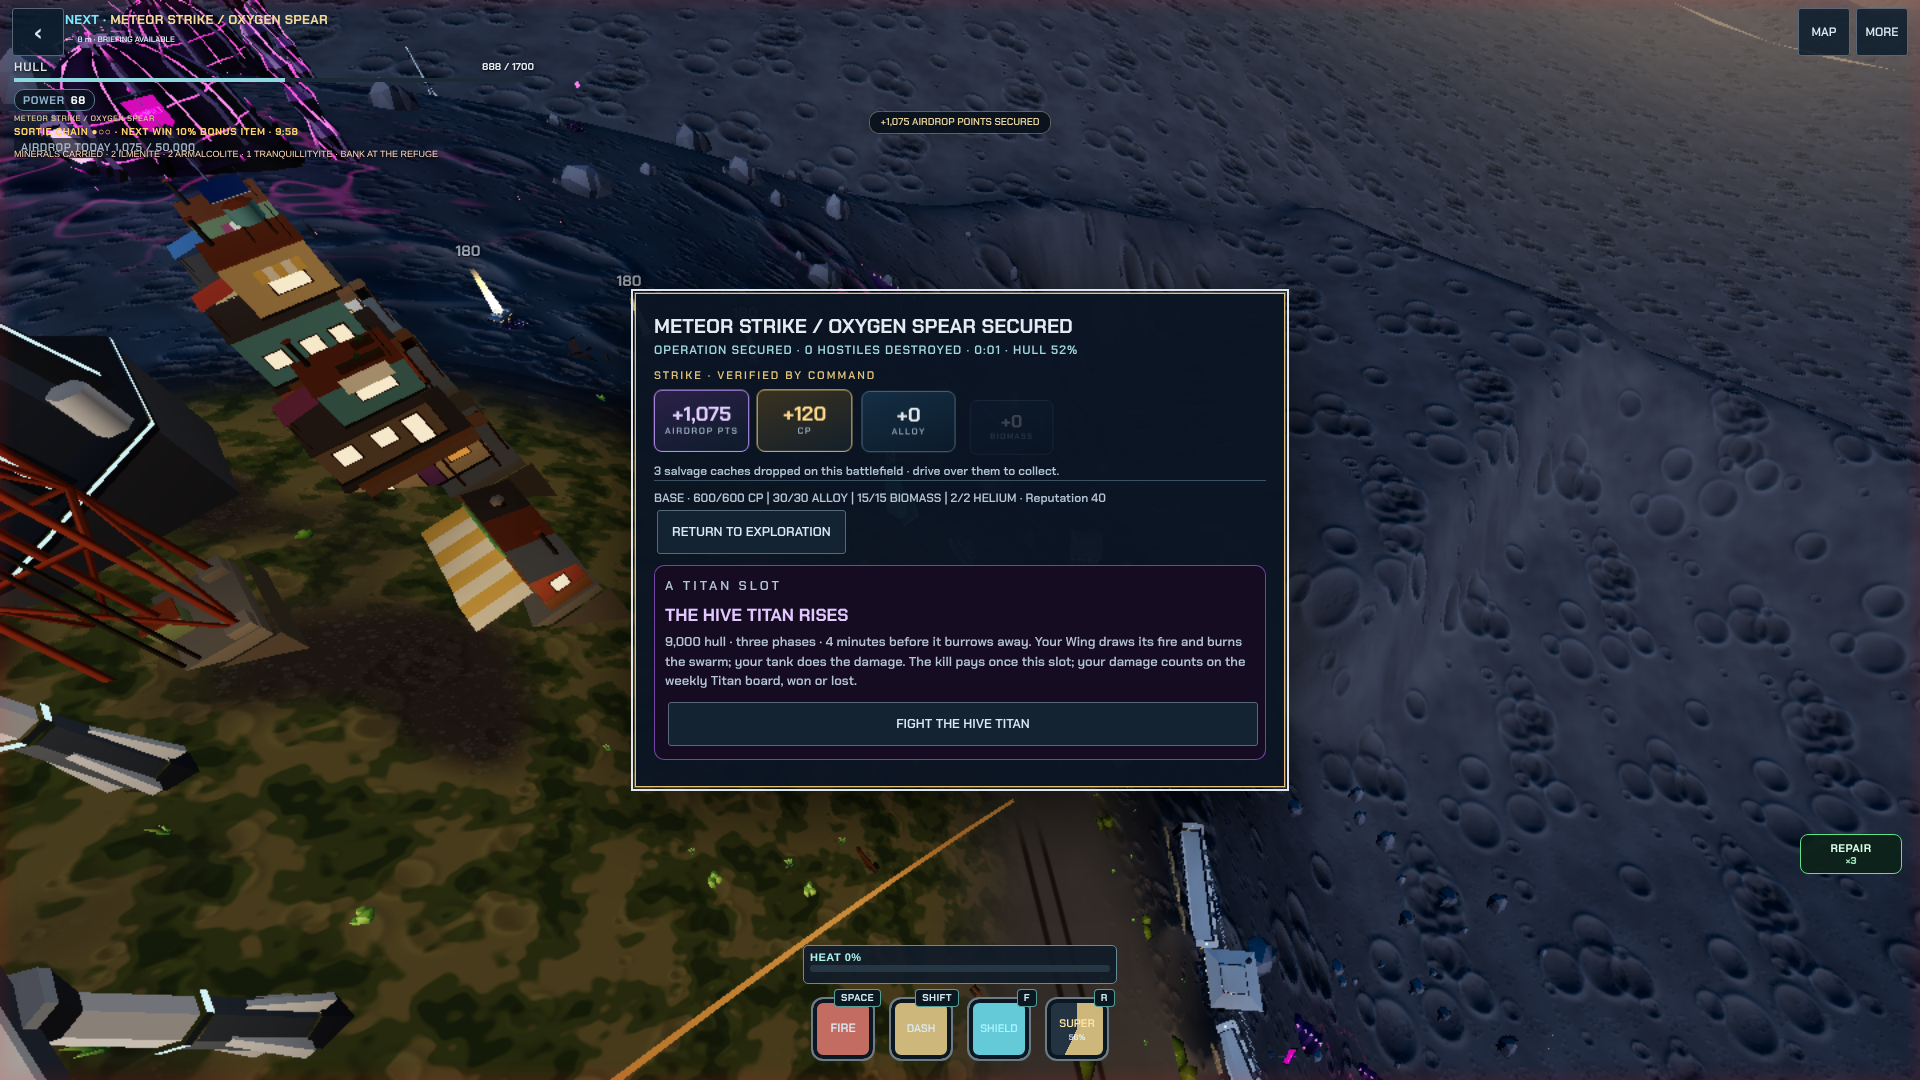 ‹
NEXT · METEOR STRIKE / OXYGEN SPEAR
8 m · BRIEFING AVAILABLE
MAP
MORE
HULL
888 / 1700
POWER 68
METEOR STRIKE / OXYGEN SPEAR
SORTIE CHAIN ●○○ · NEXT WIN 10% BONUS ITEM · 9:58
AIRDROP TODAY 1,075 / 50,000
MINERALS CARRIED · 2 ILMENITE · 2 ARMALCOLITE · 1 TRANQUILLITYITE · BANK AT THE REFUGE
+1,075 AIRDROP POINTS SECURED
180
180
METEOR STRIKE / OXYGEN SPEAR SECURED
OPERATION SECURED · 0 HOSTILES DESTROYED · 0:01 · HULL 52%
STRIKE · VERIFIED BY COMMAND
+1,075
AIRDROP PTS
+120
CP
+0
ALLOY
+0
BIOMASS
3 salvage caches dropped on this battlefield · drive over them to collect.
BASE · 600/600 CP | 30/30 ALLOY | 15/15 BIOMASS | 2/2 HELIUM · Reputation 40
RETURN TO EXPLORATION
A TITAN SLOT
THE HIVE TITAN RISES
9,000 hull · three phases · 4 minutes before it burrows away. Your Wing draws its fire and burns
the swarm; your tank does the damage. The kill pays once this slot; your damage counts on the
weekly Titan board, won or lost.
FIGHT THE HIVE TITAN
REPAIR
×3
HEAT 0%
SPACE
FIRE
SHIFT
DASH
F
SHIELD
R
SUPER